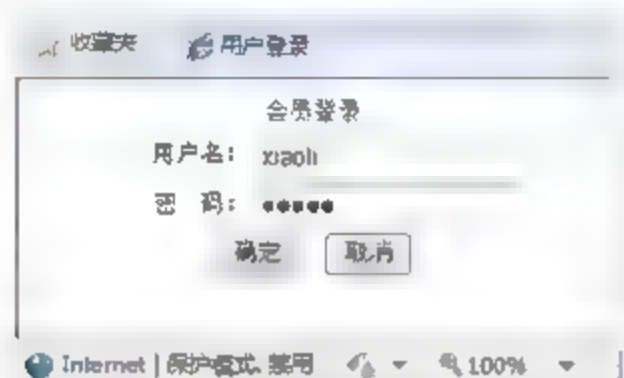 收藏夹 用户登录
会员登录
用户名: xiaoli
密 码: •••••
确定 取消
Internet | 保护模式: 禁用 100%